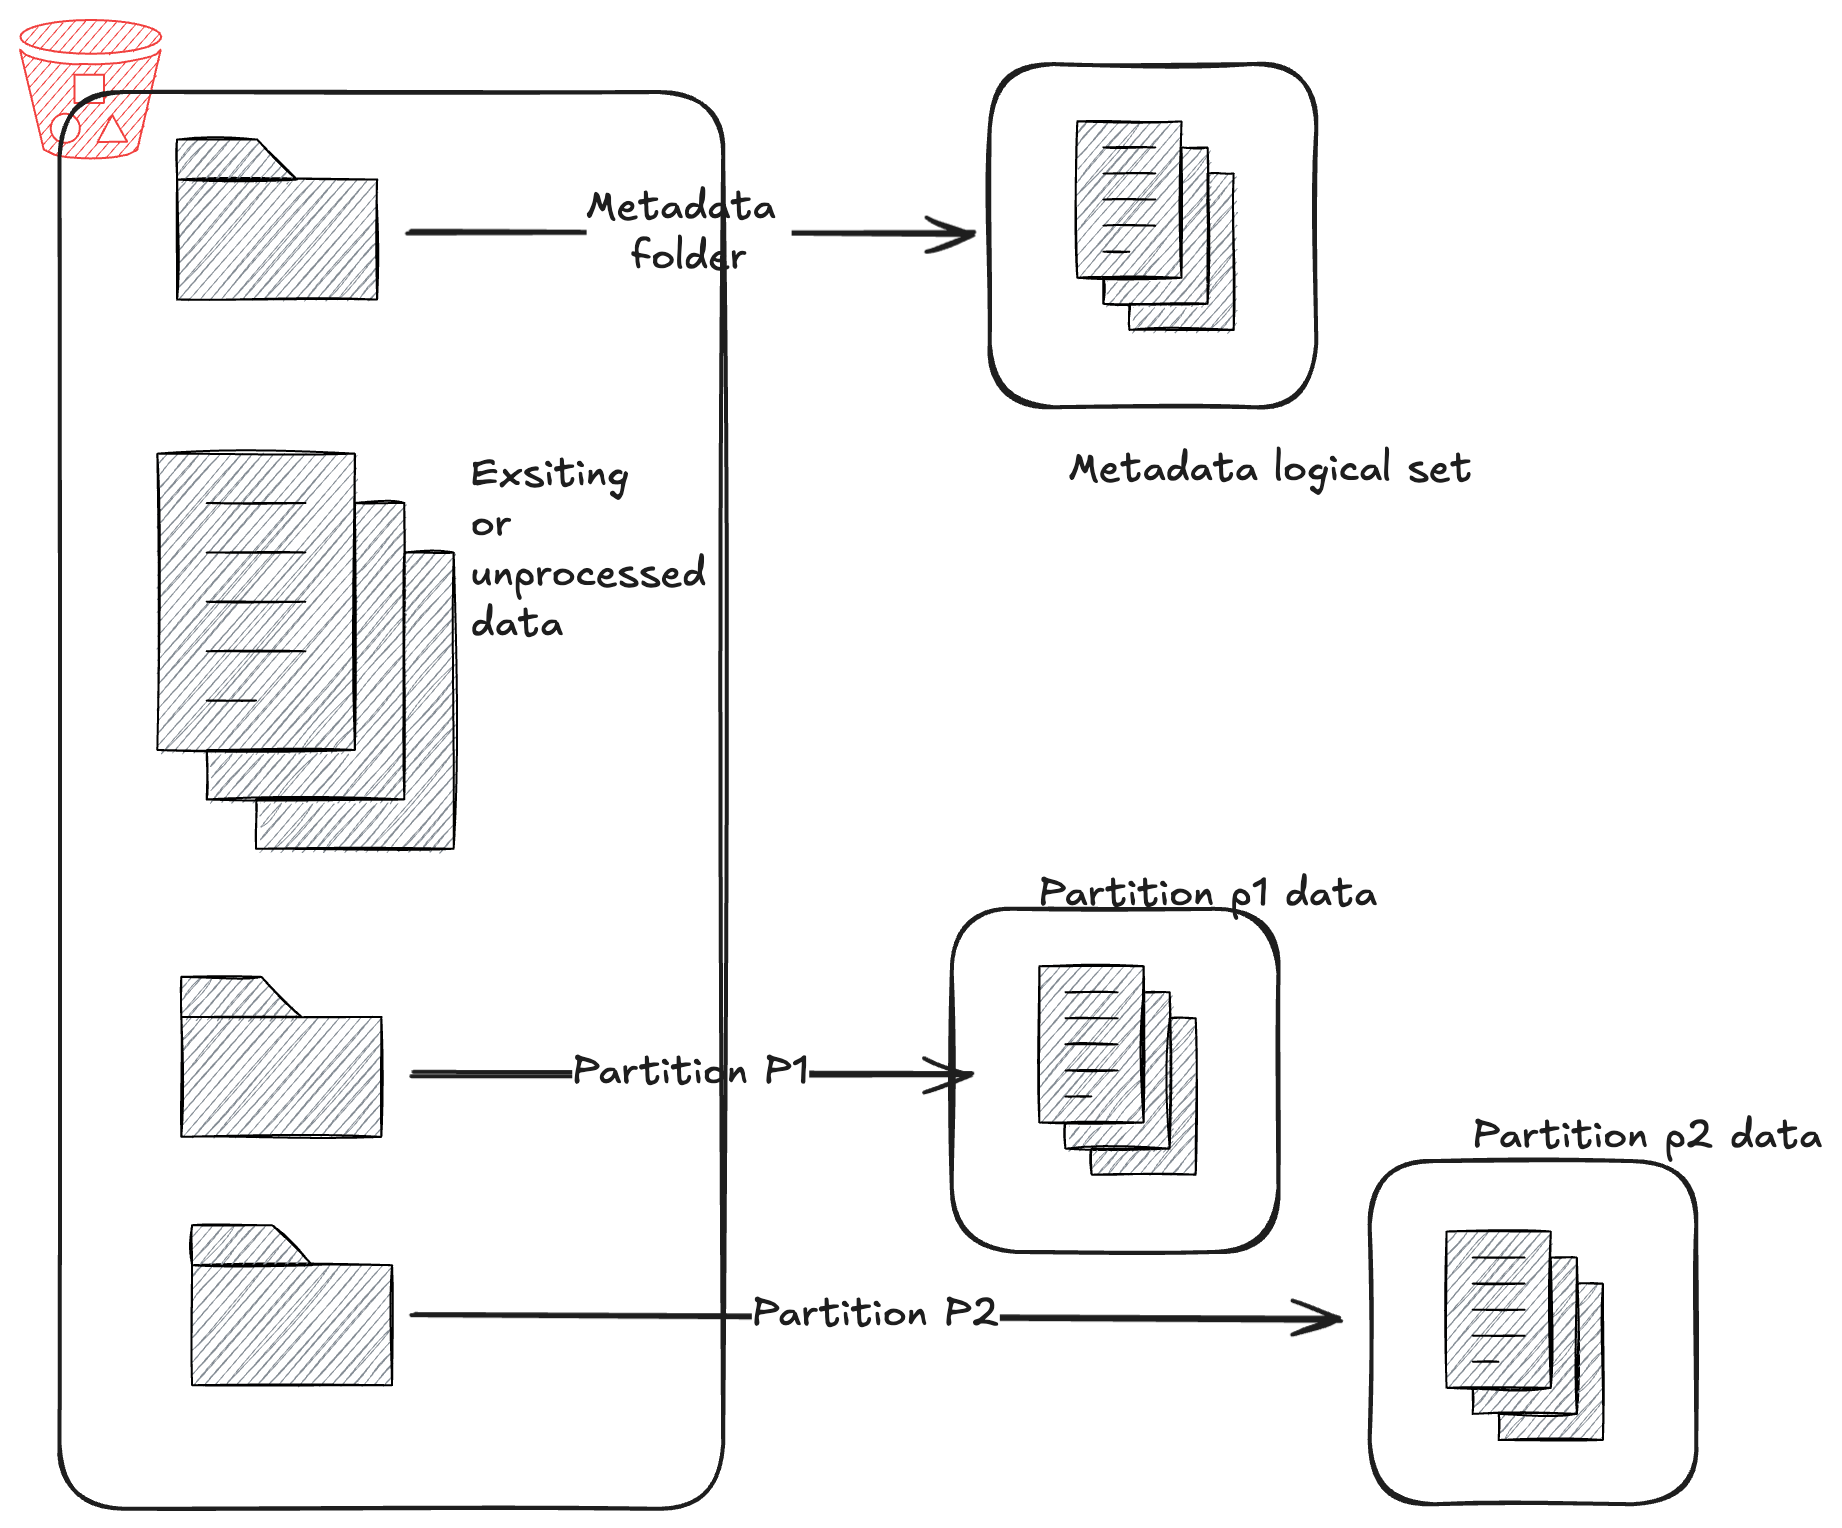 Metadata
folder
Metadata logical set
Exsiting
or
unprocessed
data
Partition p1 data
Partition P1
Partition p2 data
Partition P2